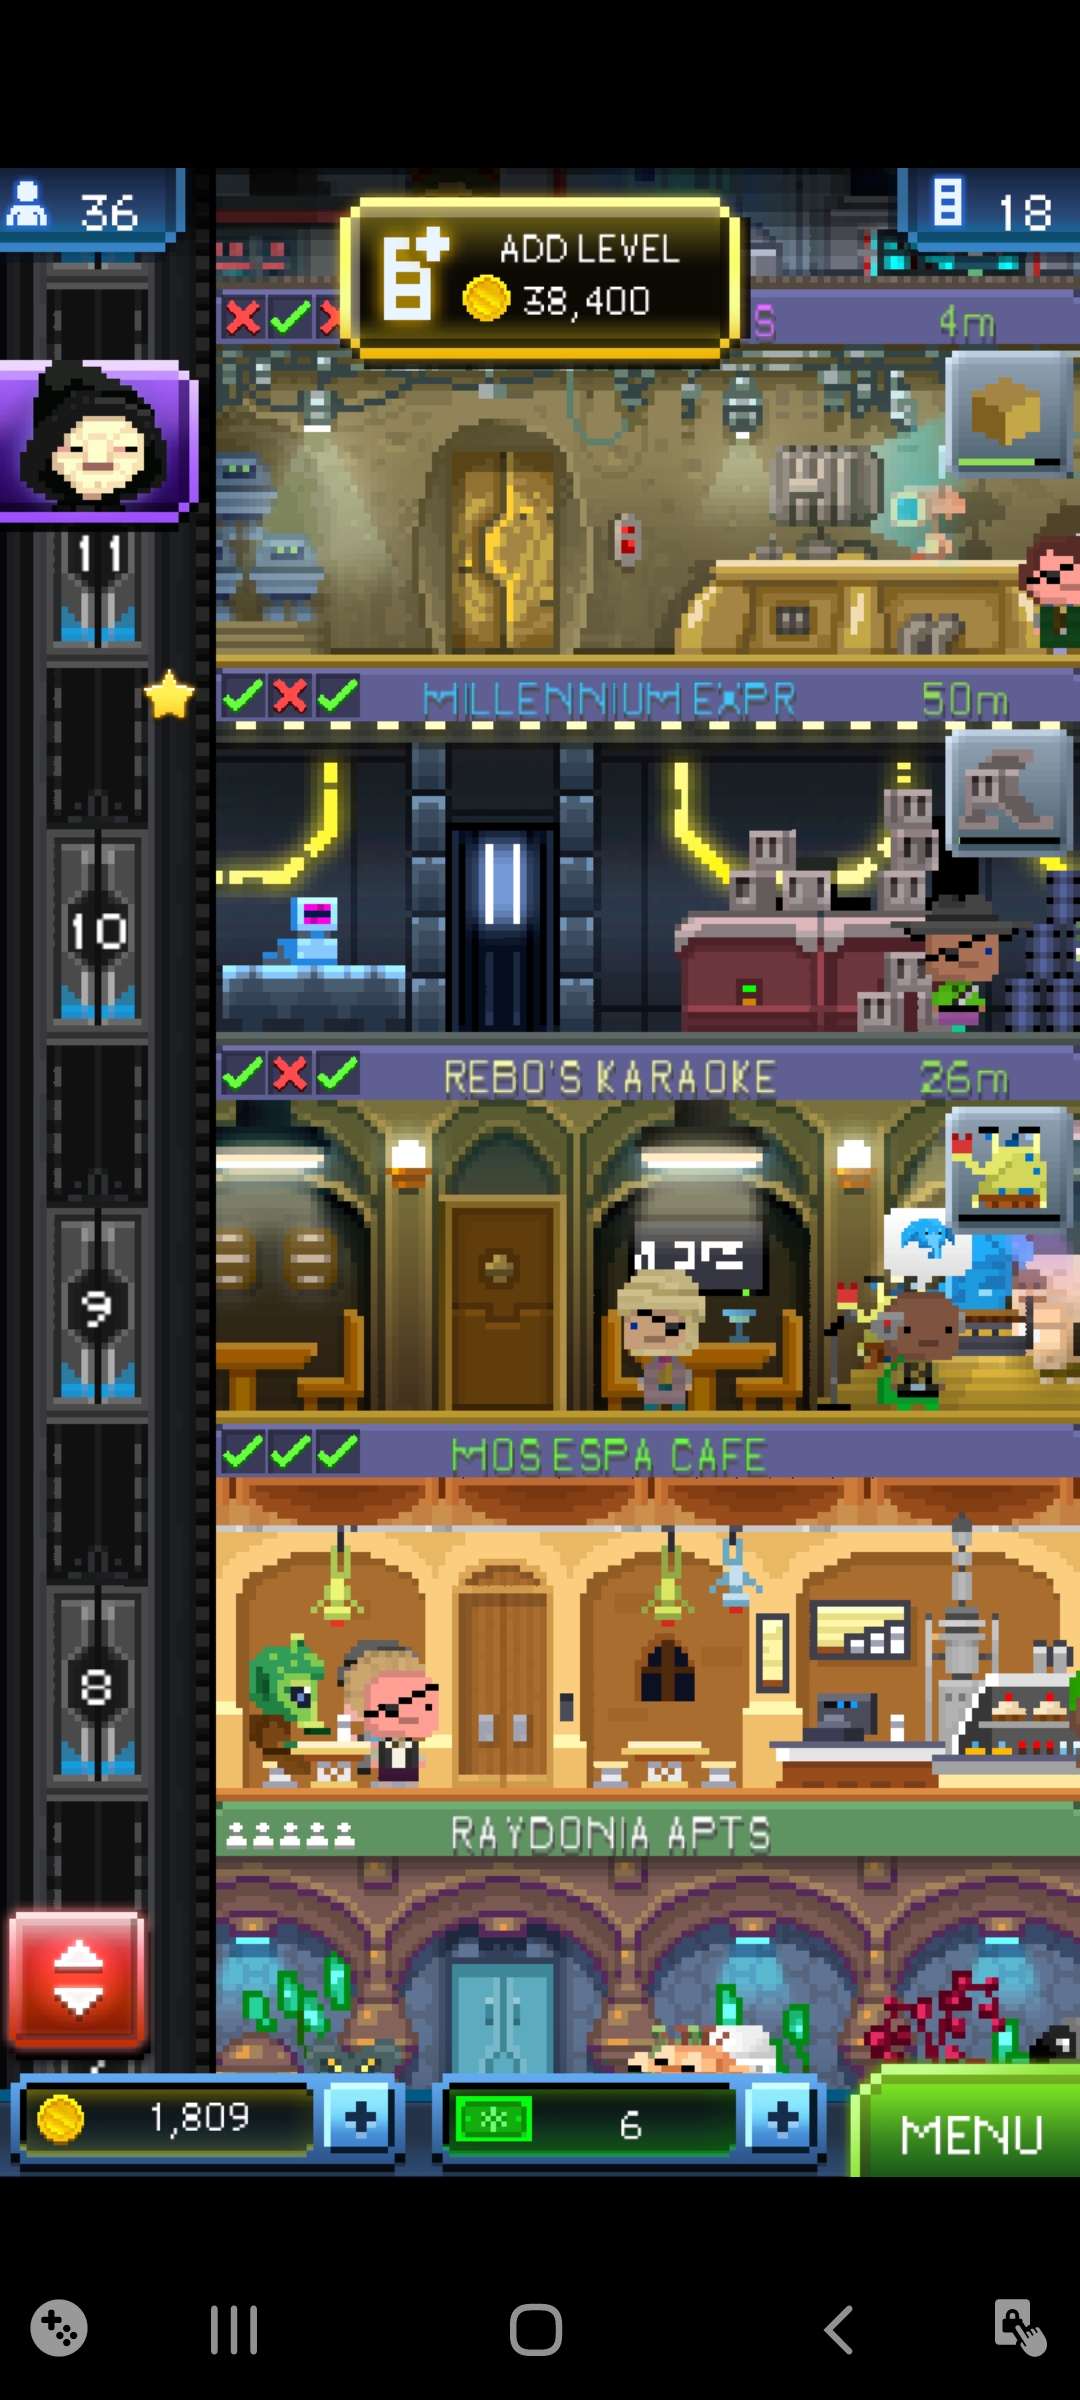 36
18
ADD LEVEL
38,400
S
4m
11
MILLENNIUM EXPR
50m
10
REBO'S KARAOKE
26m
9
MOS ESPA CAFE
8
RAYDONIA APTS
1,809
6
MENU